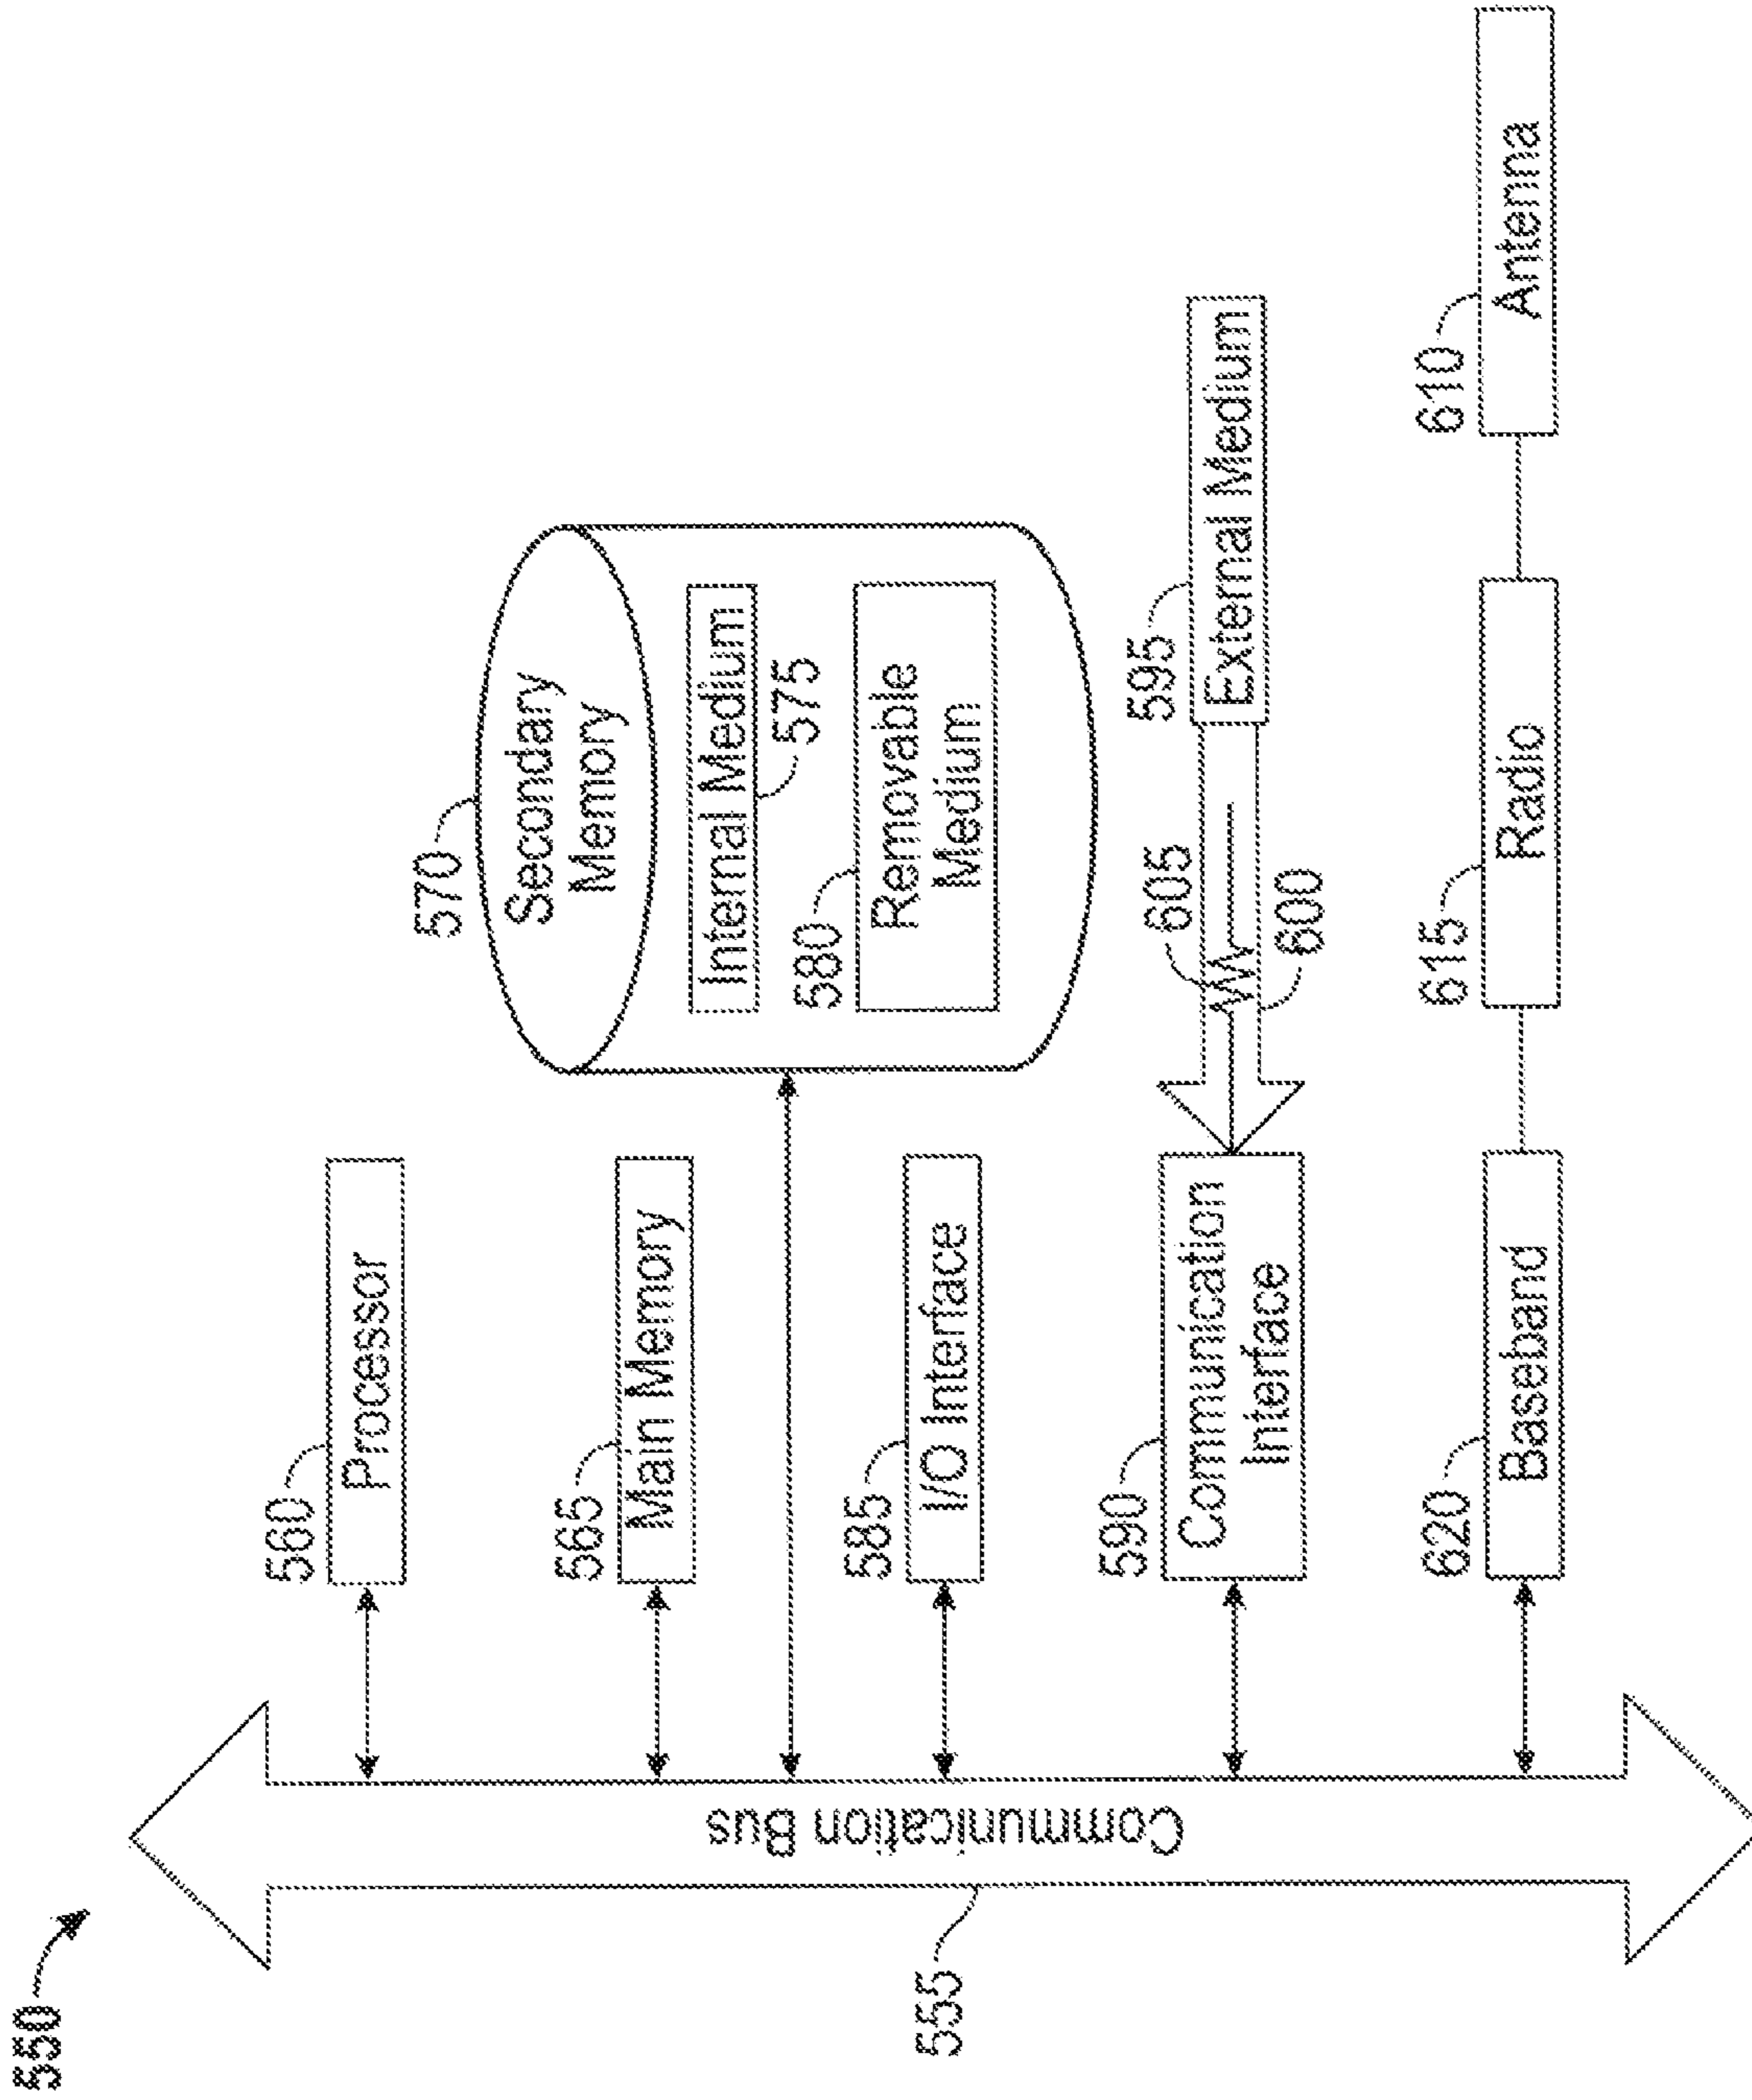 550
560
Processor
565
Main Memory
570
Secondary
Memory
Internal Medium
575
580
Removable
Medium
585
I/O Interface
590
Communication
Interface
605
600
595
External Medium
620
Baseband
615
Radio
610
Antenna
Communication Bus
555